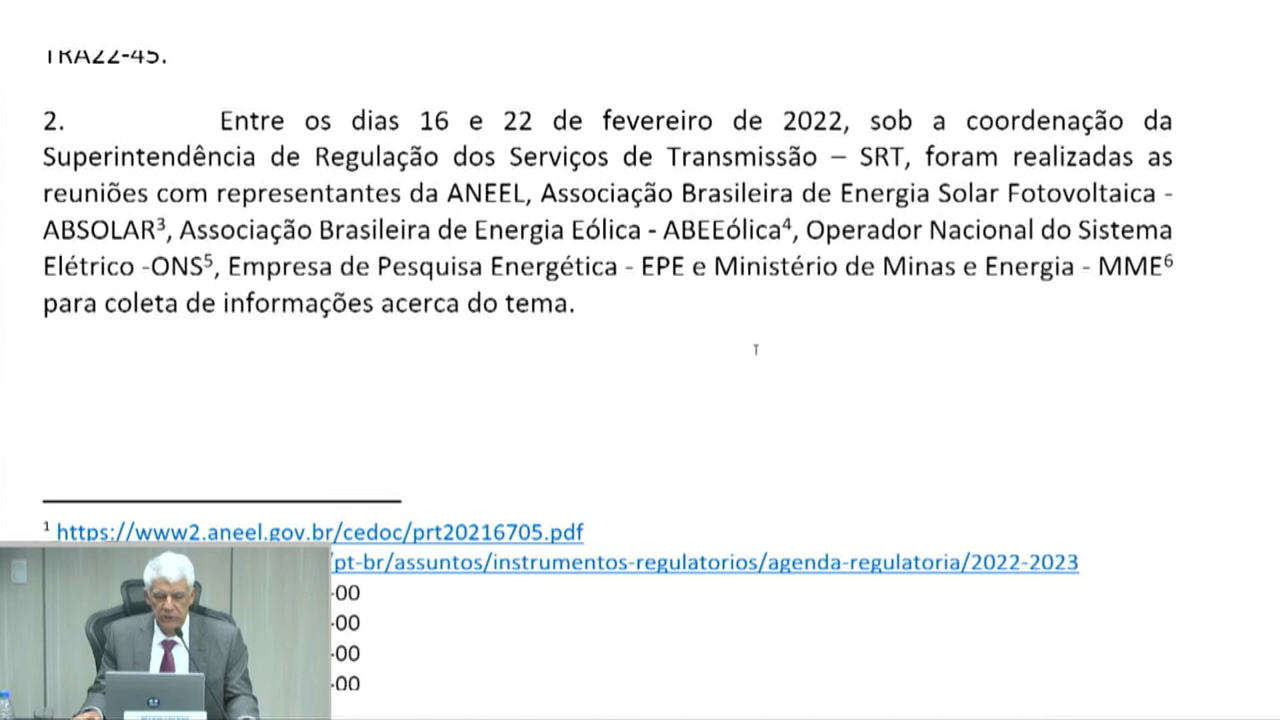 TRA22-45.
2. Entre os dias 16 e 22 de fevereiro de 2022, sob a coordenação da
Superintendência de Regulação dos Serviços de Transmissão – SRT, foram realizadas as
reuniões com representantes da ANEEL, Associação Brasileira de Energia Solar Fotovoltaica -
ABSOLAR³, Associação Brasileira de Energia Eólica - ABEEólica⁴, Operador Nacional do Sistema
Elétrico -ONS⁵, Empresa de Pesquisa Energética - EPE e Ministério de Minas e Energia - MME⁶
para coleta de informações acerca do tema.
¹ https://www2.aneel.gov.br/cedoc/prt20216705.pdf
pt-br/assuntos/instrumentos-regulatorios/agenda-regulatoria/2022-2023
-00
-00
-00
-00